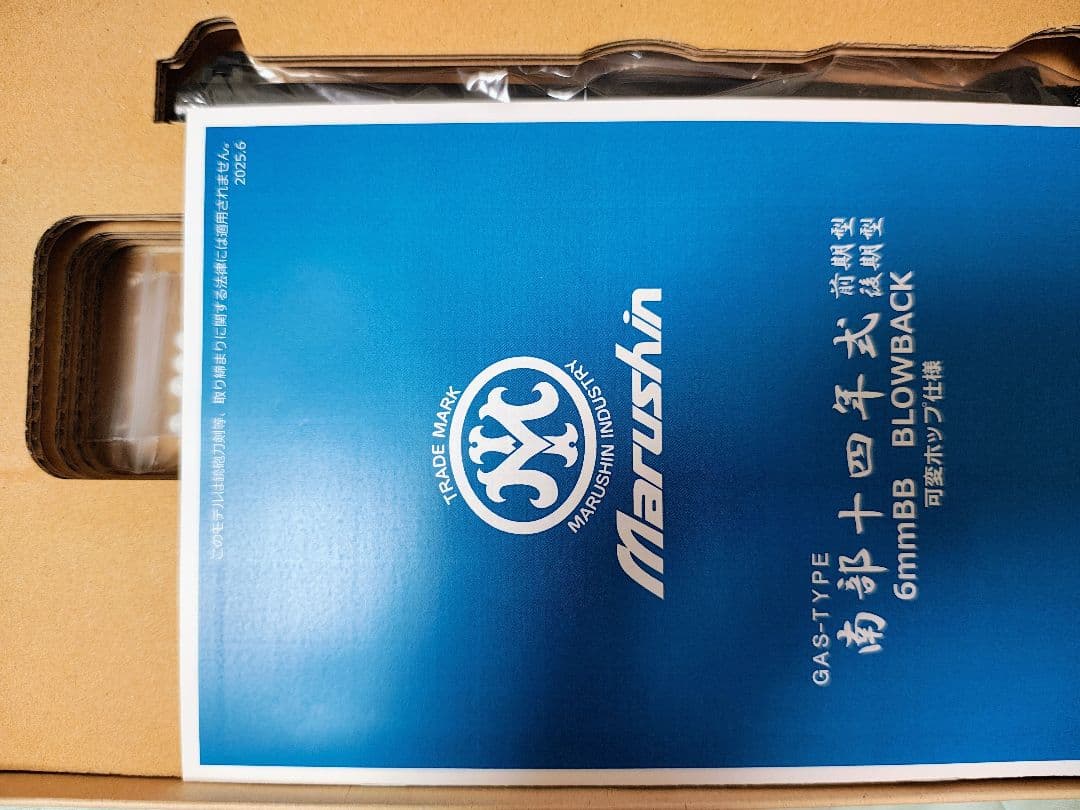 このモデルは銃砲刀剣等、取り締まりに関する法律には適用されません。
2025.6
TRADE MARK
MARUSHIN INDUSTRY
Marushin
GAS-TYPE
南部十四年式 前期型
後期型
6mmBB BLOWBACK
可変ホップ仕様